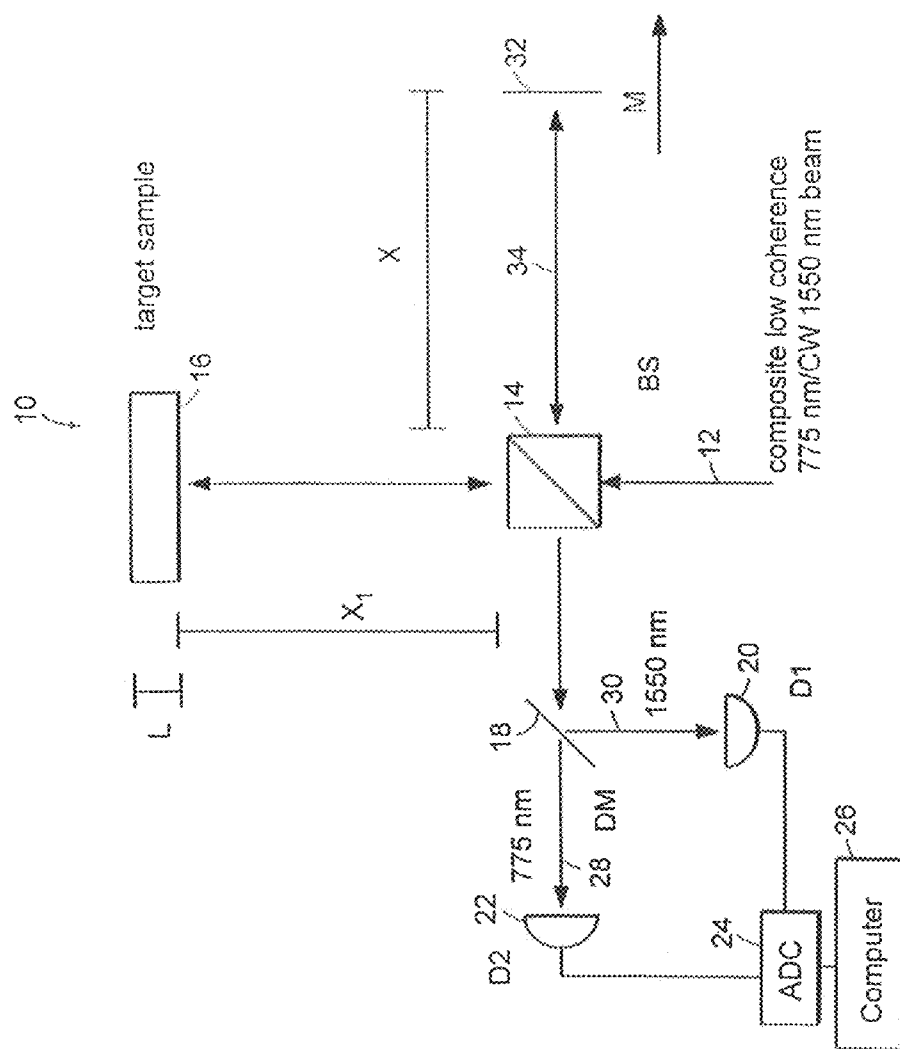 10
target sample
16
L
X₁
X
32
M
34
14
BS
12
composite low coherence
775 nm/CW 1550 nm beam
18
DM
775 nm
28
22
D2
30
1550 nm
20
D1
24
ADC
26
Computer